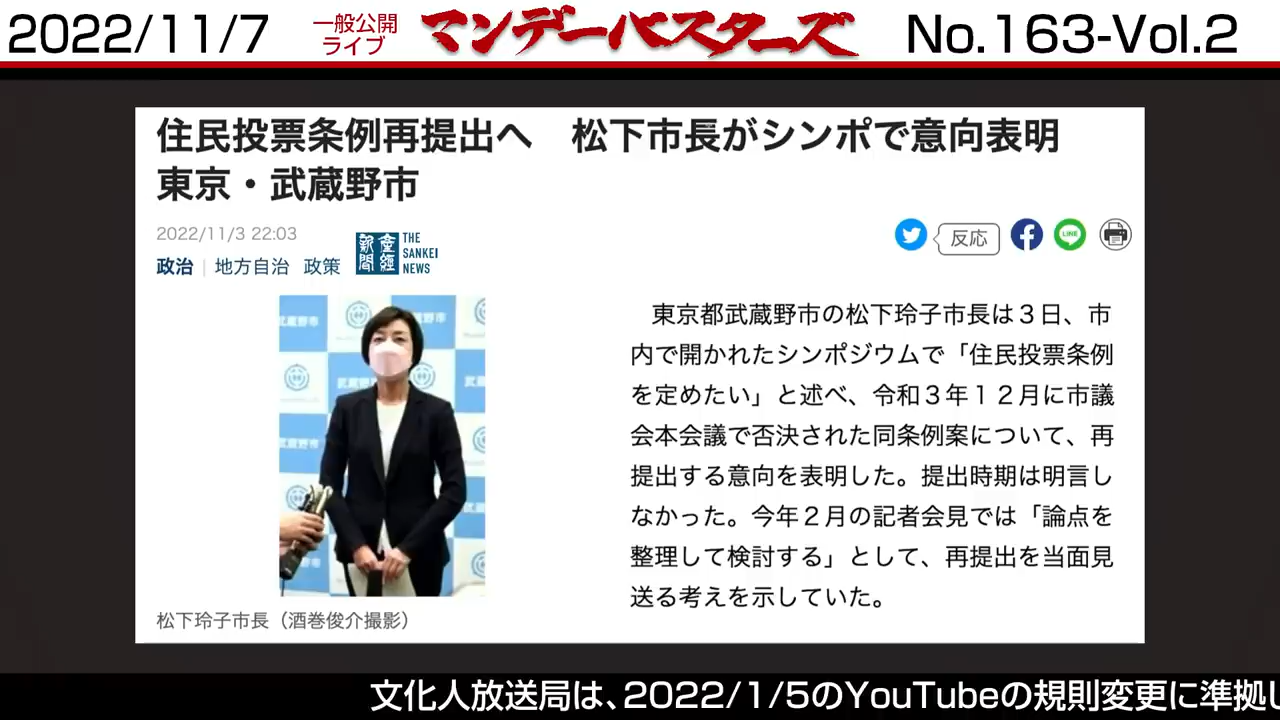 2022/11/7
一般公開
ライブ
マンデーバスターズ
No.163-Vol.2
住民投票条例再提出へ　松下市長がシンポで意向表明
東京・武蔵野市
2022/11/3 22:03
政治 | 地方自治 政策
産經
新聞
THE
SANKEI
NEWS
反応
LINE
武蔵野市
東京都武蔵野市の松下玲子市長は３日、市
内で開かれたシンポジウムで「住民投票条例
を定めたい」と述べ、令和３年１２月に市議
会本会議で否決された同条例案について、再
提出する意向を表明した。提出時期は明言し
なかった。今年２月の記者会見では「論点を
整理して検討する」として、再提出を当面見
送る考えを示していた。
松下玲子市長（酒巻俊介撮影）
文化人放送局は、2022/1/5のYouTubeの規則変更に準拠し